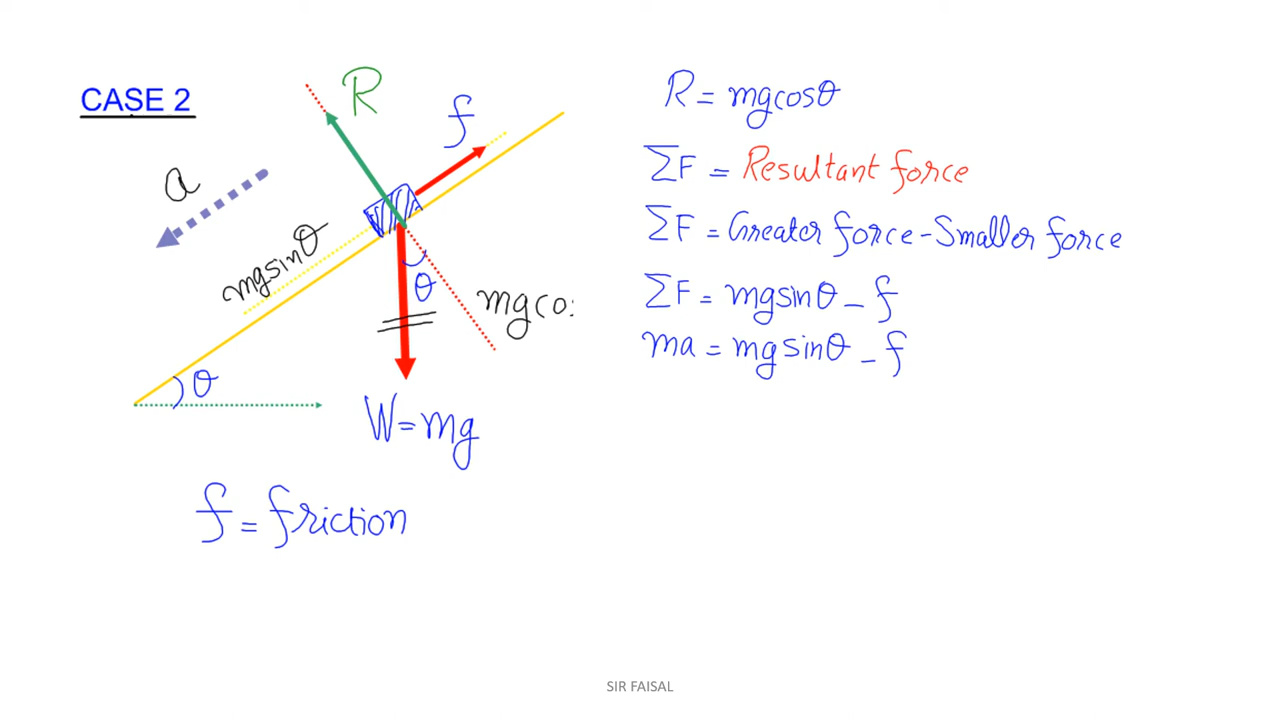 CASE 2
R
f
a
mgsinθ
θ
mgco
θ
W=mg
f = friction
R = mgcosθ
ΣF = Resultant force
ΣF = Greater force - Smaller force
ΣF = mgsinθ - f
ma = mgsinθ - f
SIR FAISAL